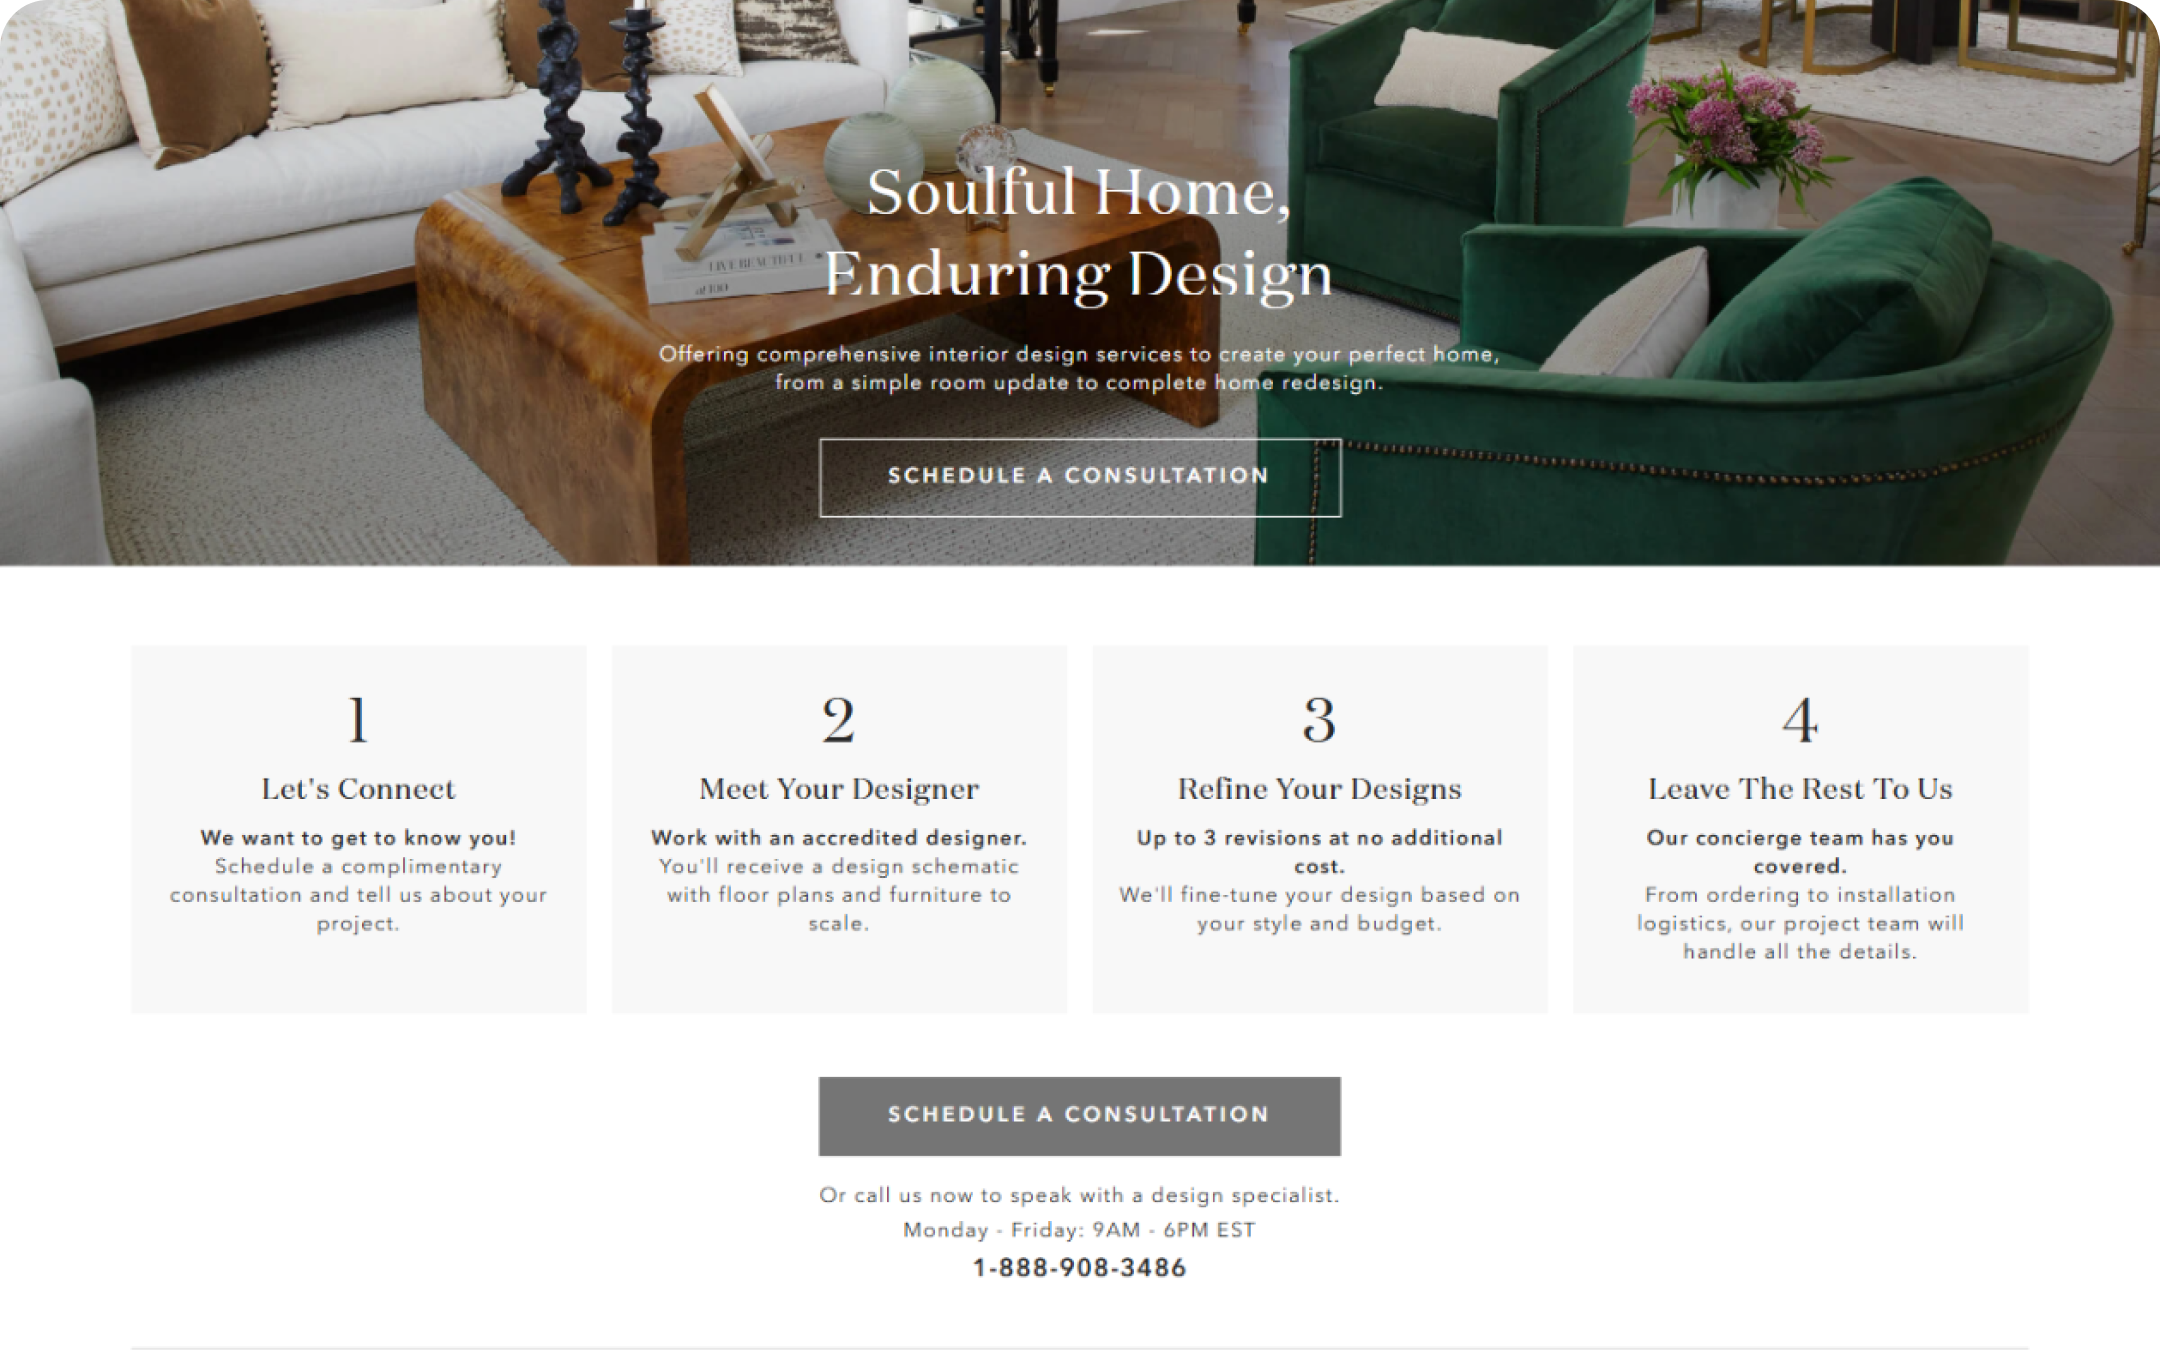 LIVE BEAUTIFUL
Soulful Home,
Enduring Design
Offering comprehensive interior design services to create your perfect home,
from a simple room update to complete home redesign.
SCHEDULE A CONSULTATION
1
Let's Connect
We want to get to know you!
Schedule a complimentary
consultation and tell us about your
project.
2
Meet Your Designer
Work with an accredited designer.
You'll receive a design schematic
with floor plans and furniture to
scale.
3
Refine Your Designs
Up to 3 revisions at no additional
cost.
We'll fine-tune your design based on
your style and budget.
4
Leave The Rest To Us
Our concierge team has you
covered.
From ordering to installation
logistics, our project team will
handle all the details.
SCHEDULE A CONSULTATION
Or call us now to speak with a design specialist.
Monday - Friday: 9AM - 6PM EST
1-888-908-3486